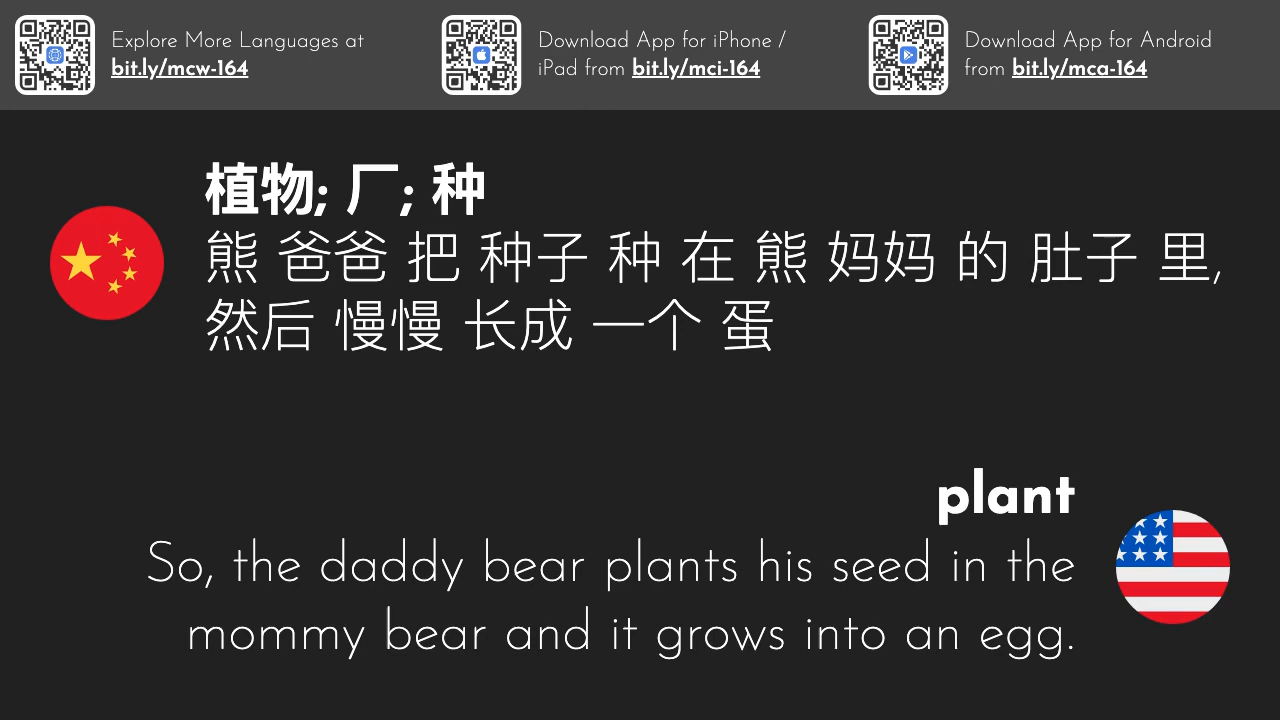 Explore More Languages at
bit.ly/mcw-164
Download App for iPhone /
iPad from bit.ly/mci-164
Download App for Android
from bit.ly/mca-164
植物; 厂; 种
熊 爸爸 把 种子 种 在 熊 妈妈 的 肚子 里,
然后 慢慢 长成 一个 蛋
plant
So, the daddy bear plants his seed in the
mommy bear and it grows into an egg.